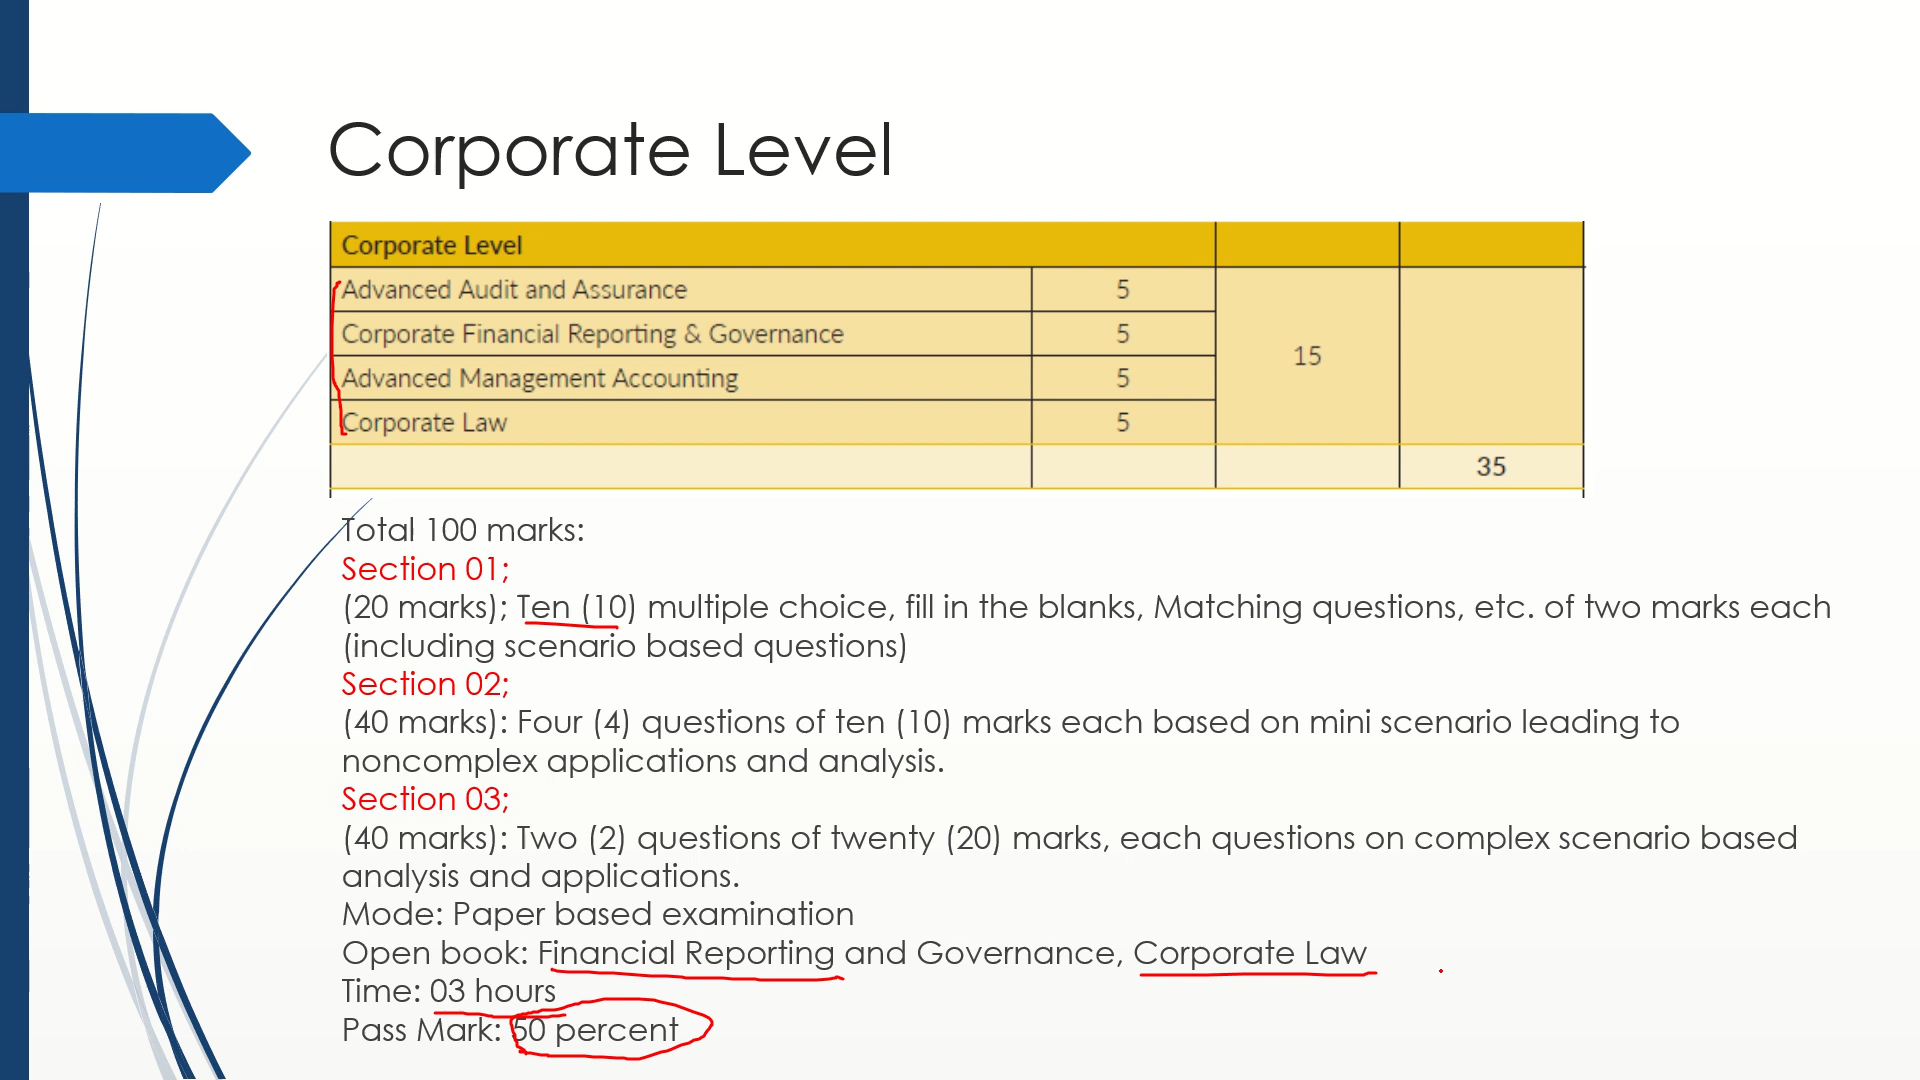 Corporate Level
Corporate Level
Advanced Audit and Assurance 5
Corporate Financial Reporting & Governance 5
15
Advanced Management Accounting 5
Corporate Law 5
35
Total 100 marks:
Section 01;
(20 marks); Ten (10) multiple choice, fill in the blanks, Matching questions, etc. of two marks each
(including scenario based questions)
Section 02;
(40 marks): Four (4) questions of ten (10) marks each based on mini scenario leading to
noncomplex applications and analysis.
Section 03;
(40 marks): Two (2) questions of twenty (20) marks, each questions on complex scenario based
analysis and applications.
Mode: Paper based examination
Open book: Financial Reporting and Governance, Corporate Law
Time: 03 hours
Pass Mark: 50 percent